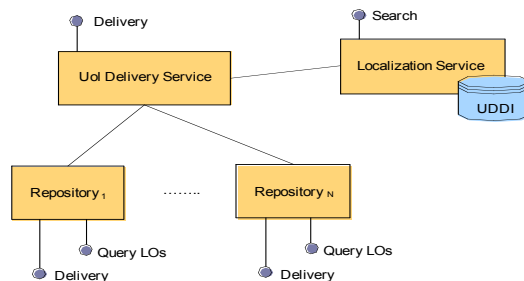 Delivery
Search
UoI Delivery Service
Localization Service
UDDI
Repository 1
........
Repository N
Query LOs
Query LOs
Delivery
Delivery